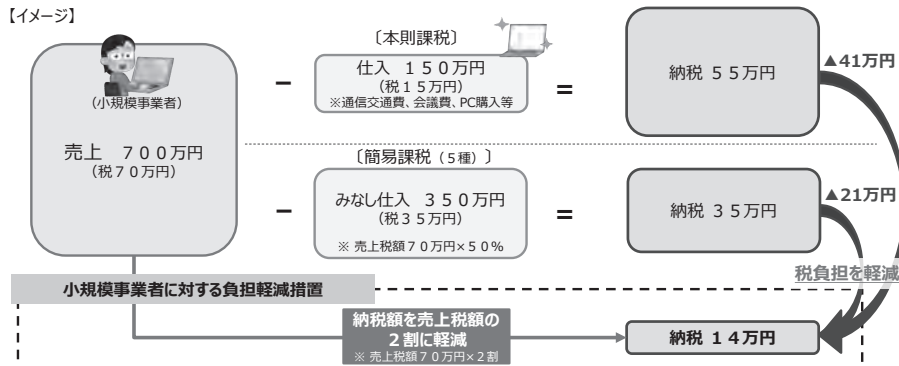 【イメージ】
(小規模事業者)
売上 700万円
(税70万円)
−
〔本則課税〕
仕入 150万円
(税15万円)
※通信交通費、会議費、PC購入等
=
納税 55万円
▲41万円
〔簡易課税(5種)〕
−
みなし仕入 350万円
(税35万円)
※ 売上税額70万円×50%
=
納税 35万円
▲21万円
税負担を軽減
小規模事業者に対する負担軽減措置
納税額を売上税額の
2割に軽減
※ 売上税額70万円×2割
納税 14万円